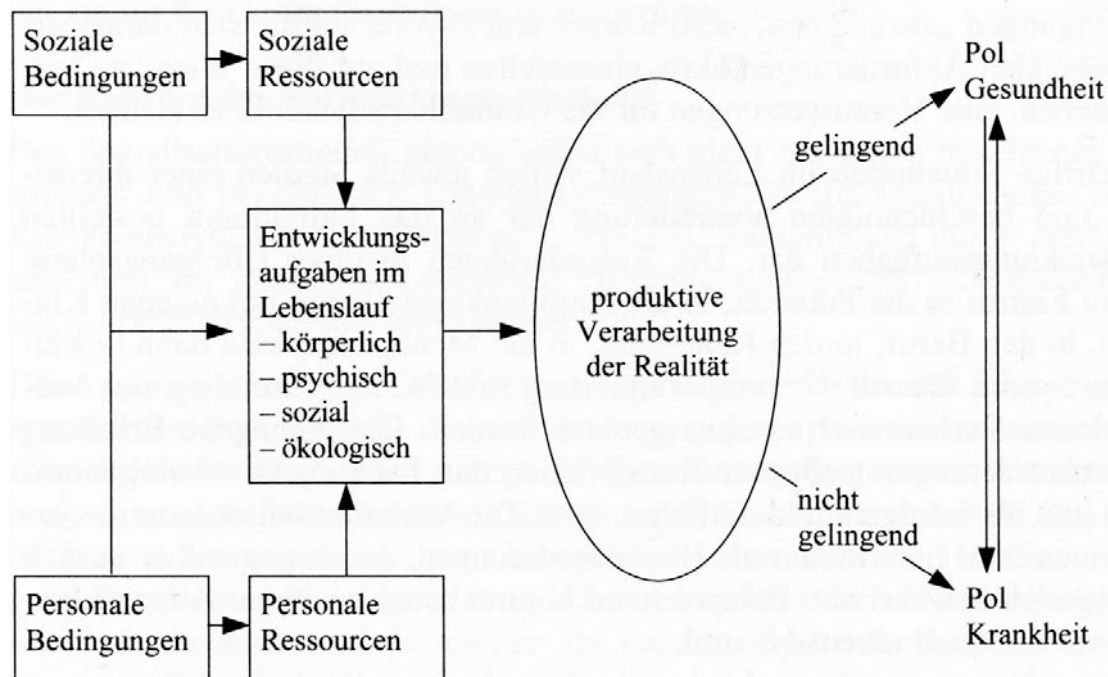 Soziale
Bedingungen
Soziale
Ressourcen
Pol
Gesundheit
gelingend
Entwicklungs-
aufgaben im
Lebenslauf
– körperlich
– psychisch
– sozial
– ökologisch
produktive
Verarbeitung
der Realität
nicht
gelingend
Personale
Bedingungen
Personale
Ressourcen
Pol
Krankheit